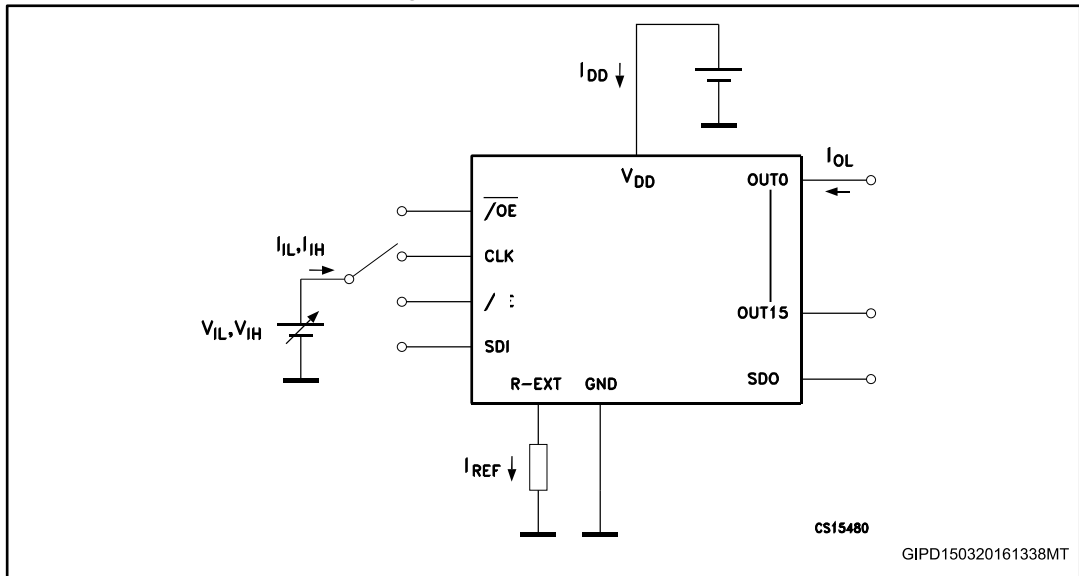 I_DD
V_DD
OUT0
I_OL
/OE
I_IL,I_IH
CLK
/
OUT15
V_IL,V_IH
SDI
SDO
R-EXT GND
I_REF
CS15480
GIPD150320161338MT